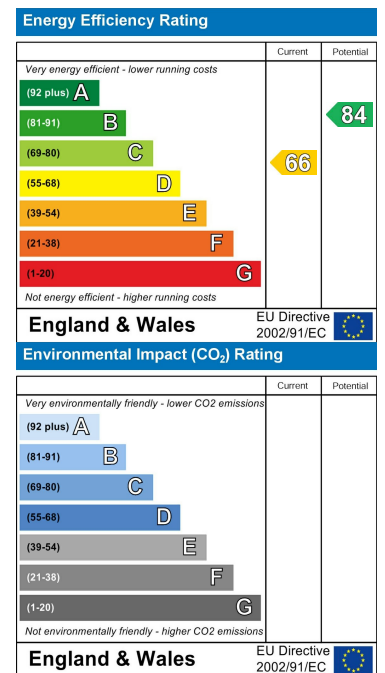 Energy Efficiency Rating
Current Potential
Very energy efficient - lower running costs
(92 plus) A
(81-91) B
84
(69-80) C
66
(55-68) D
(39-54) E
(21-38) F
(1-20) G
Not energy efficient - higher running costs
England & Wales
EU Directive
2002/91/EC
Environmental Impact (CO₂) Rating
Current Potential
Very environmentally friendly - lower CO2 emissions
(92 plus) A
(81-91) B
(69-80) C
(55-68) D
(39-54) E
(21-38) F
(1-20) G
Not environmentally friendly - higher CO2 emissions
England & Wales
EU Directive
2002/91/EC